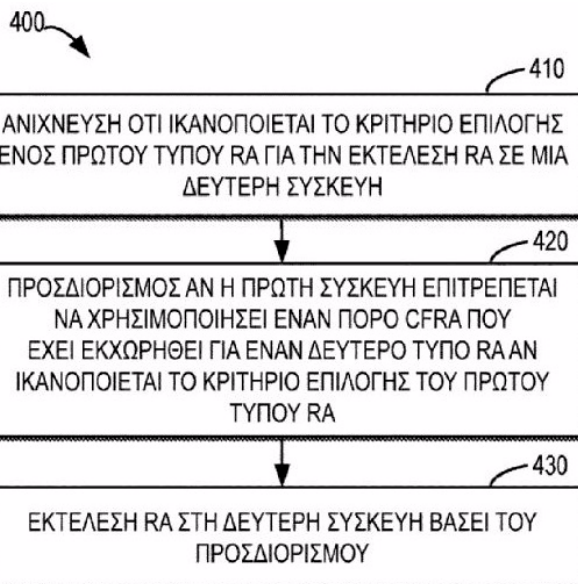 400
410
ΑΝΙΧΝΕΥΣΗ ΟΤΙ ΙΚΑΝΟΠΟΙΕΙΤΑΙ ΤΟ ΚΡΙΤΗΡΙΟ ΕΠΙΛΟΓΗΣ
ΕΝΟΣ ΠΡΩΤΟΥ ΤΥΠΟΥ RA ΓΙΑ ΤΗΝ ΕΚΤΕΛΕΣΗ RA ΣΕ ΜΙΑ
ΔΕΥΤΕΡΗ ΣΥΣΚΕΥΗ
420
ΠΡΟΣΔΙΟΡΙΣΜΟΣ ΑΝ Η ΠΡΩΤΗ ΣΥΣΚΕΥΗ ΕΠΙΤΡΕΠΕΤΑΙ
ΝΑ ΧΡΗΣΙΜΟΠΟΙΗΣΕΙ ΕΝΑΝ ΠΟΡΟ CFRA ΠΟΥ
ΕΧΕΙ ΕΚΧΩΡΗΘΕΙ ΓΙΑ ΕΝΑΝ ΔΕΥΤΕΡΟ ΤΥΠΟ RA ΑΝ
ΙΚΑΝΟΠΟΙΕΙΤΑΙ ΤΟ ΚΡΙΤΗΡΙΟ ΕΠΙΛΟΓΗΣ ΤΟΥ ΠΡΩΤΟΥ
ΤΥΠΟΥ RA
430
ΕΚΤΕΛΕΣΗ RA ΣΤΗ ΔΕΥΤΕΡΗ ΣΥΣΚΕΥΗ ΒΑΣΕΙ ΤΟΥ
ΠΡΟΣΔΙΟΡΙΣΜΟΥ